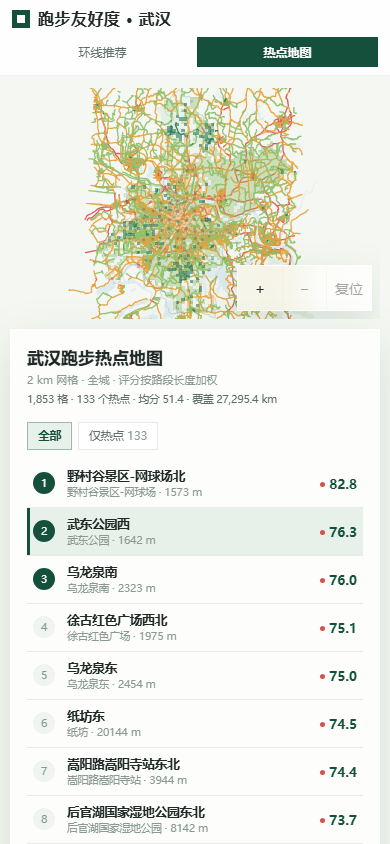 跑步友好度 • 武汉
环线推荐
热点地图
+
−
复位
武汉跑步热点地图
2 km 网格 · 全城 · 评分按路段长度加权
1,853 格 · 133 个热点 · 均分 51.4 · 覆盖 27,295.4 km
全部
仅热点 133
1
野村谷景区-网球场北
82.8
野村谷景区-网球场 · 1573 m
2
武东公园西
76.3
武东公园 · 1642 m
3
乌龙泉南
76.0
乌龙泉南 · 2323 m
4
徐古红色广场西北
75.1
徐古红色广场 · 1975 m
5
乌龙泉东
75.0
乌龙泉东 · 2454 m
6
纸坊东
74.5
纸坊 · 20144 m
7
嵩阳路嵩阳寺站东北
74.4
嵩阳路嵩阳寺站 · 3944 m
8
后官湖国家湿地公园东北
73.7
后官湖国家湿地公园 · 8142 m